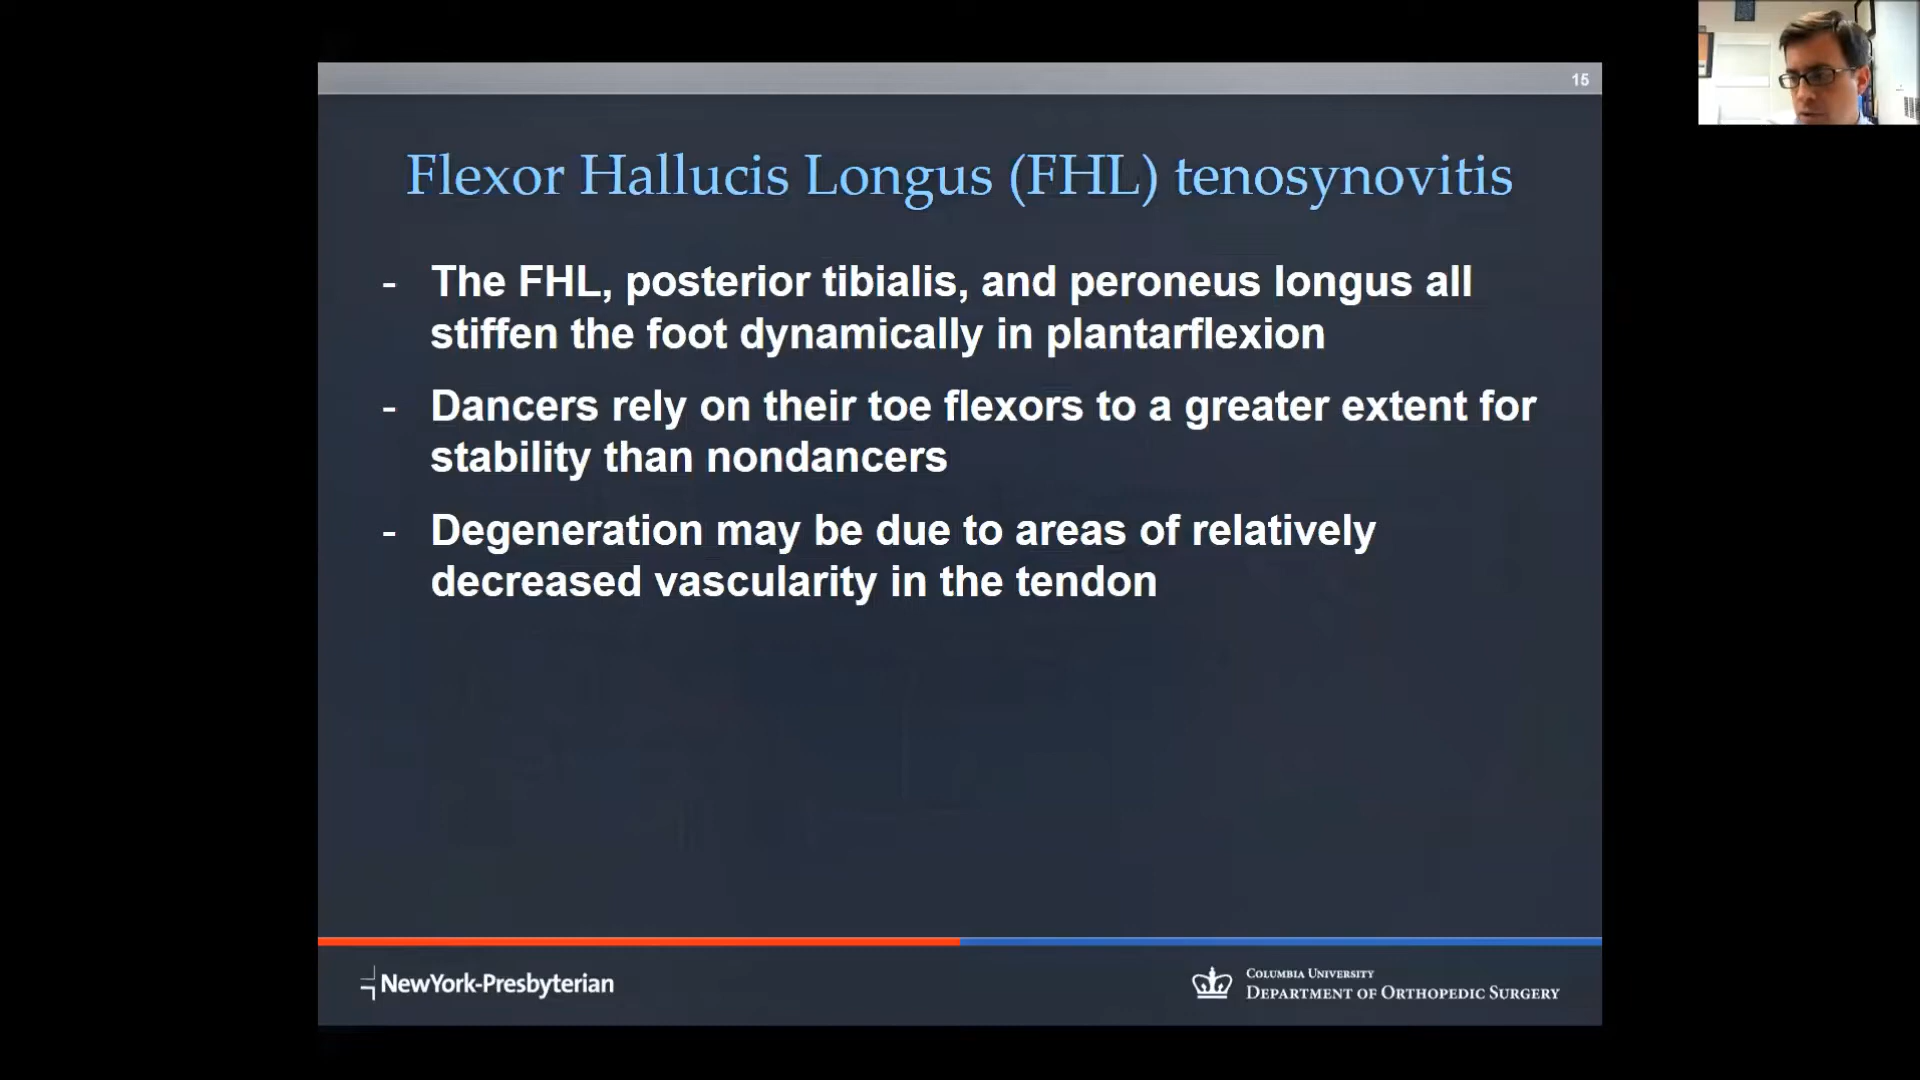 15
Flexor Hallucis Longus (FHL) tenosynovitis
- The FHL, posterior tibialis, and peroneus longus all
stiffen the foot dynamically in plantarflexion
- Dancers rely on their toe flexors to a greater extent for
stability than nondancers
- Degeneration may be due to areas of relatively
decreased vascularity in the tendon
NewYork-Presbyterian
COLUMBIA UNIVERSITY
DEPARTMENT OF ORTHOPEDIC SURGERY